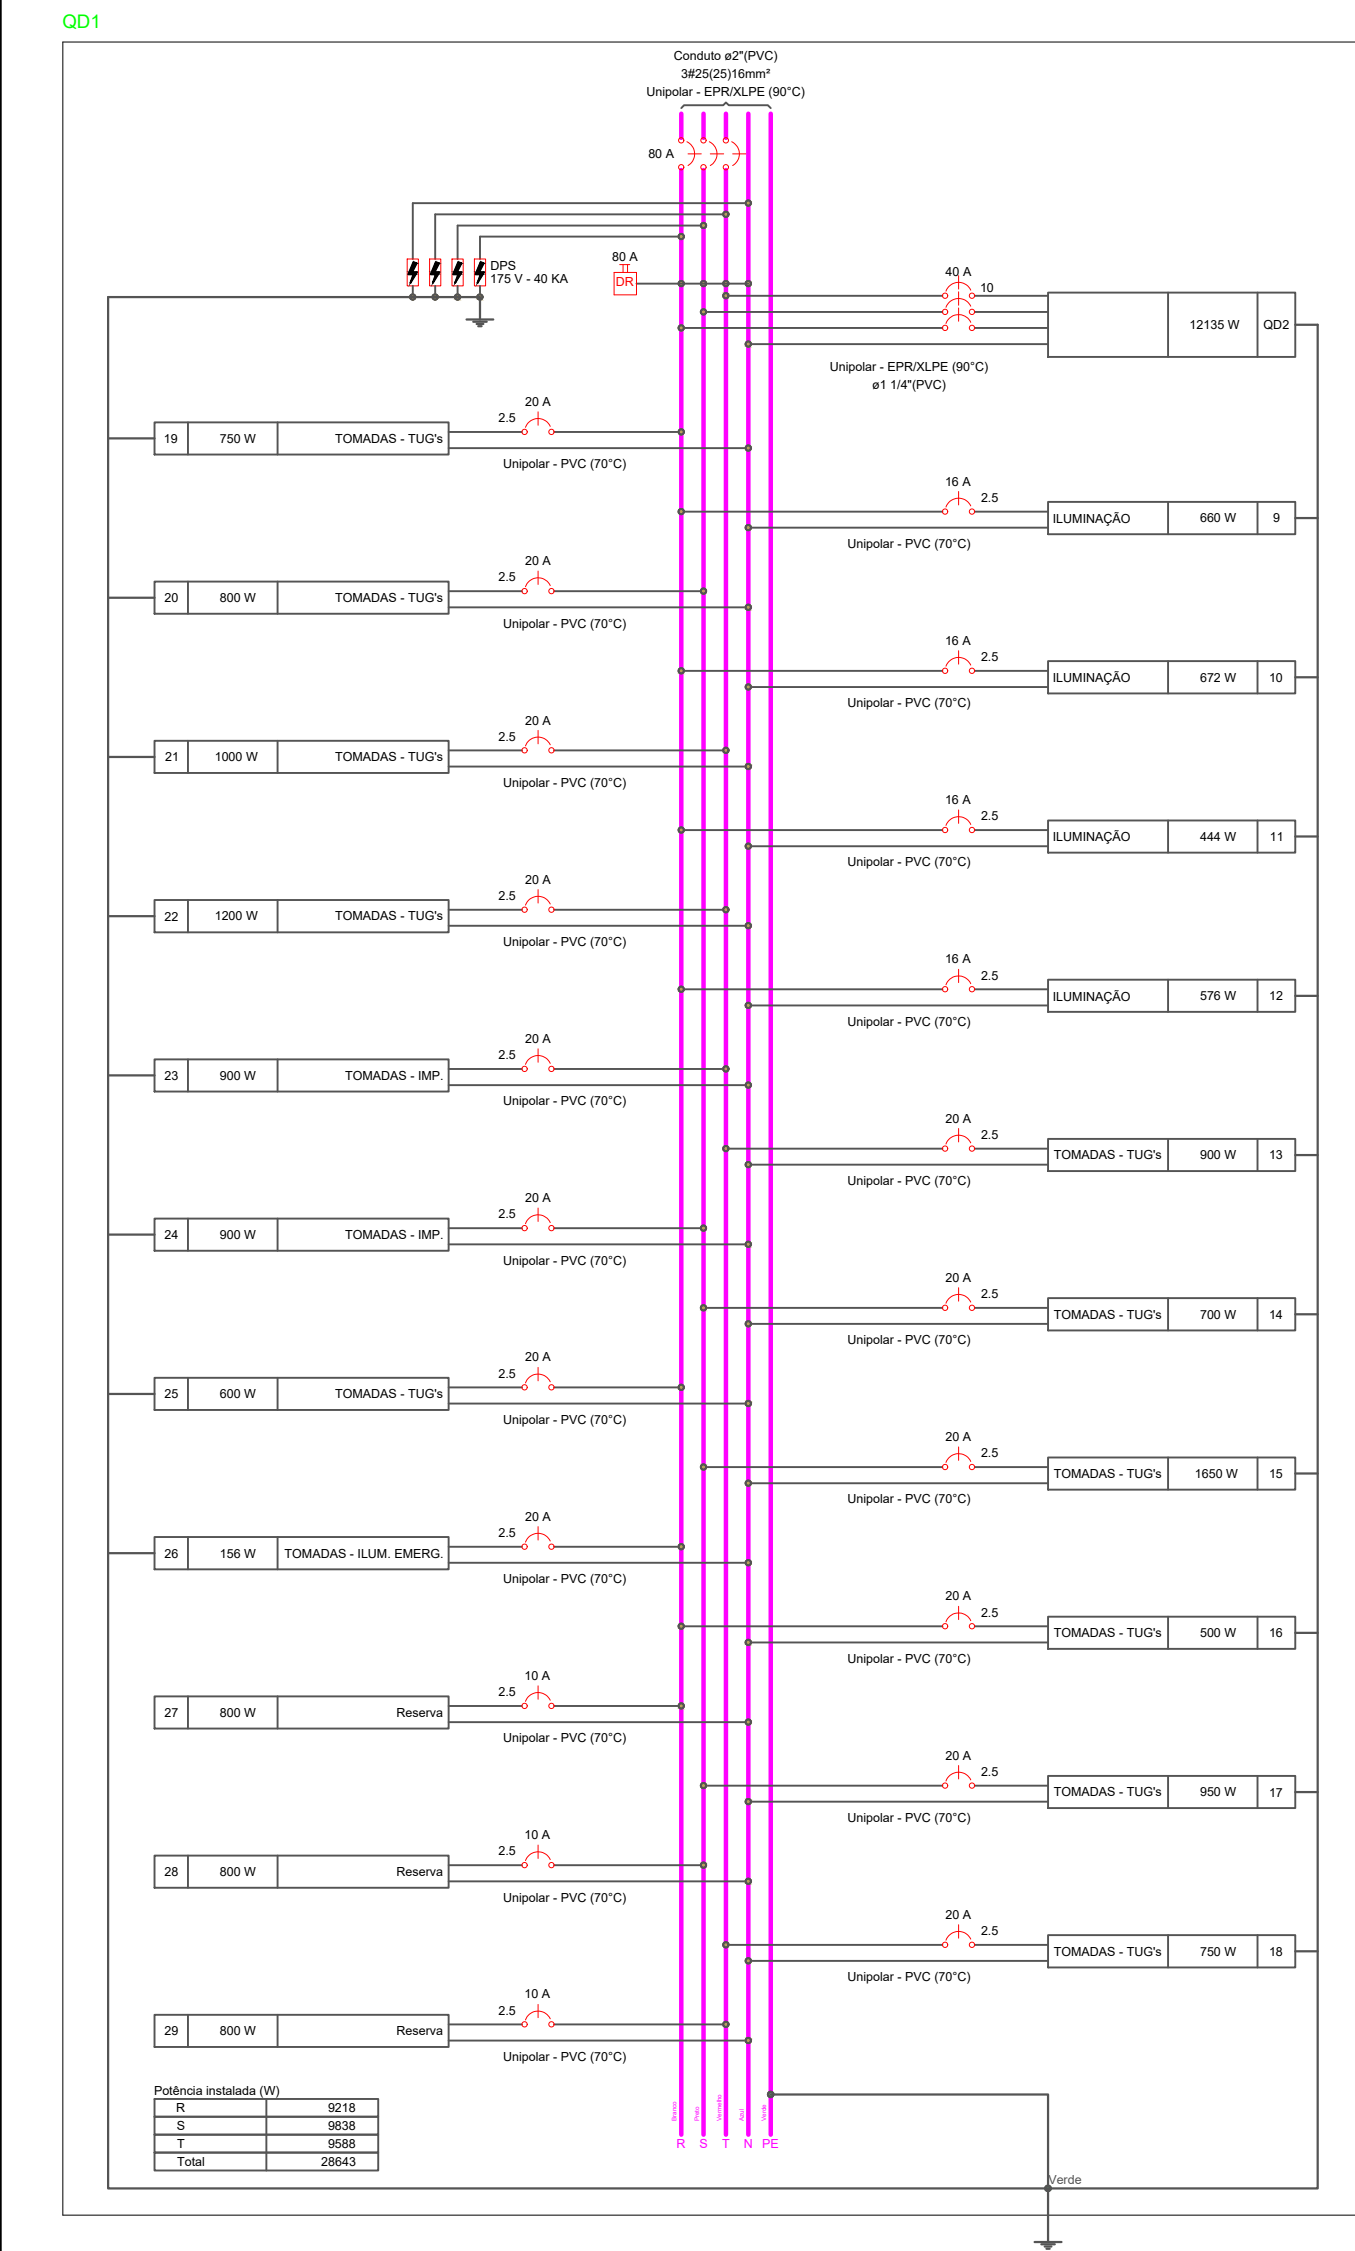 QD1
Conduto ø2"(PVC)
3#25(25)16mm²
Unipolar - EPR/XLPE (90°C)
80 A
DPS
175 V - 40 KA
80 A
DR
40 A
10
12135 W QD2
Unipolar - EPR/XLPE (90°C)
ø1 1/4"(PVC)
20 A
2.5
19 750 W TOMADAS - TUG's
Unipolar - PVC (70°C)
16 A
2.5
ILUMINAÇÃO 660 W 9
Unipolar - PVC (70°C)
20 A
2.5
20 800 W TOMADAS - TUG's
Unipolar - PVC (70°C)
16 A
2.5
ILUMINAÇÃO 672 W 10
Unipolar - PVC (70°C)
20 A
2.5
21 1000 W TOMADAS - TUG's
Unipolar - PVC (70°C)
16 A
2.5
ILUMINAÇÃO 444 W 11
Unipolar - PVC (70°C)
20 A
2.5
22 1200 W TOMADAS - TUG's
Unipolar - PVC (70°C)
16 A
2.5
ILUMINAÇÃO 576 W 12
Unipolar - PVC (70°C)
20 A
2.5
23 900 W TOMADAS - IMP.
Unipolar - PVC (70°C)
20 A
2.5
TOMADAS - TUG's 900 W 13
Unipolar - PVC (70°C)
20 A
2.5
24 900 W TOMADAS - IMP.
Unipolar - PVC (70°C)
20 A
2.5
TOMADAS - TUG's 700 W 14
Unipolar - PVC (70°C)
20 A
2.5
25 600 W TOMADAS - TUG's
Unipolar - PVC (70°C)
20 A
2.5
TOMADAS - TUG's 1650 W 15
Unipolar - PVC (70°C)
20 A
2.5
26 156 W TOMADAS - ILUM. EMERG.
Unipolar - PVC (70°C)
20 A
2.5
TOMADAS - TUG's 500 W 16
Unipolar - PVC (70°C)
10 A
2.5
27 800 W Reserva
Unipolar - PVC (70°C)
20 A
2.5
TOMADAS - TUG's 950 W 17
Unipolar - PVC (70°C)
10 A
2.5
28 800 W Reserva
Unipolar - PVC (70°C)
20 A
2.5
TOMADAS - TUG's 750 W 18
Unipolar - PVC (70°C)
10 A
2.5
29 800 W Reserva
Unipolar - PVC (70°C)
Potência instalada (W)
R 9218
S 9838
T 9588
Total 28643
Branco Preto Vermelho Azul Verde
R S T N PE
Verde